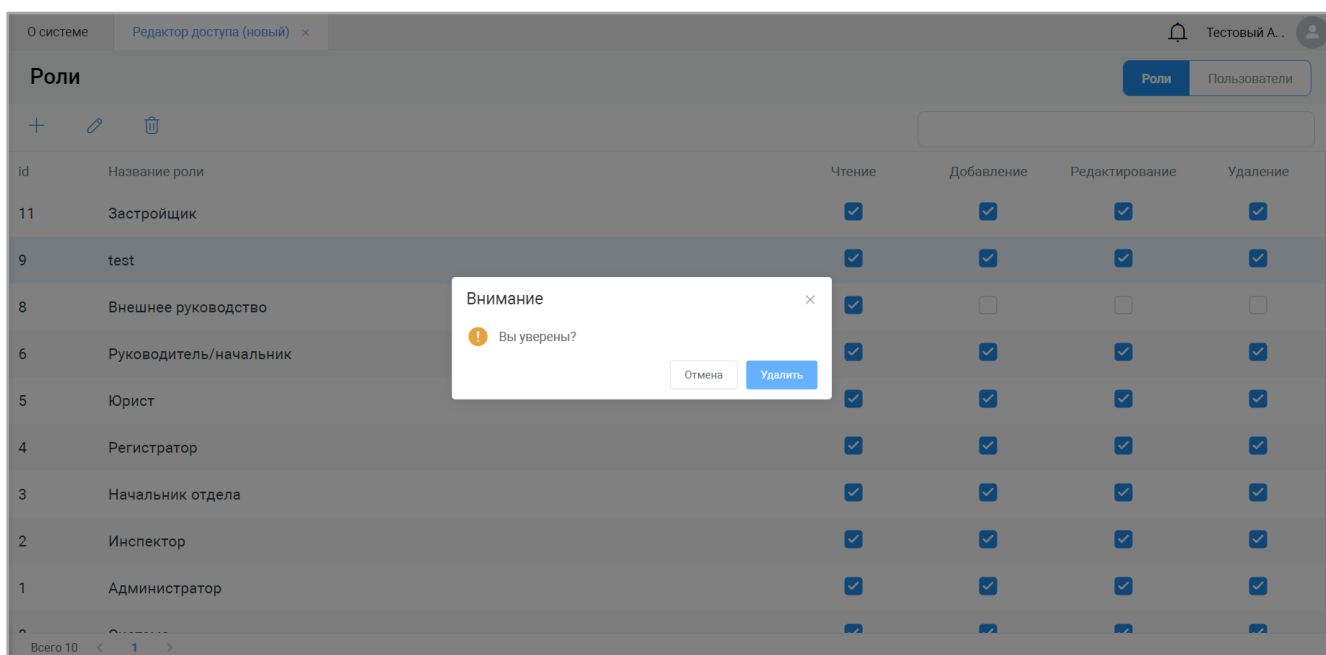 О системе Редактор доступа (новый) × Тестовый А. .
Роли Роли Пользователи
id Название роли Чтение Добавление Редактирование Удаление
11 Застройщик
9 test
8 Внешнее руководство
6 Руководитель/начальник
5 Юрист
4 Регистратор
3 Начальник отдела
2 Инспектор
1 Администратор
Внимание ×
! Вы уверены?
Отмена Удалить
Всего 10 < 1 >